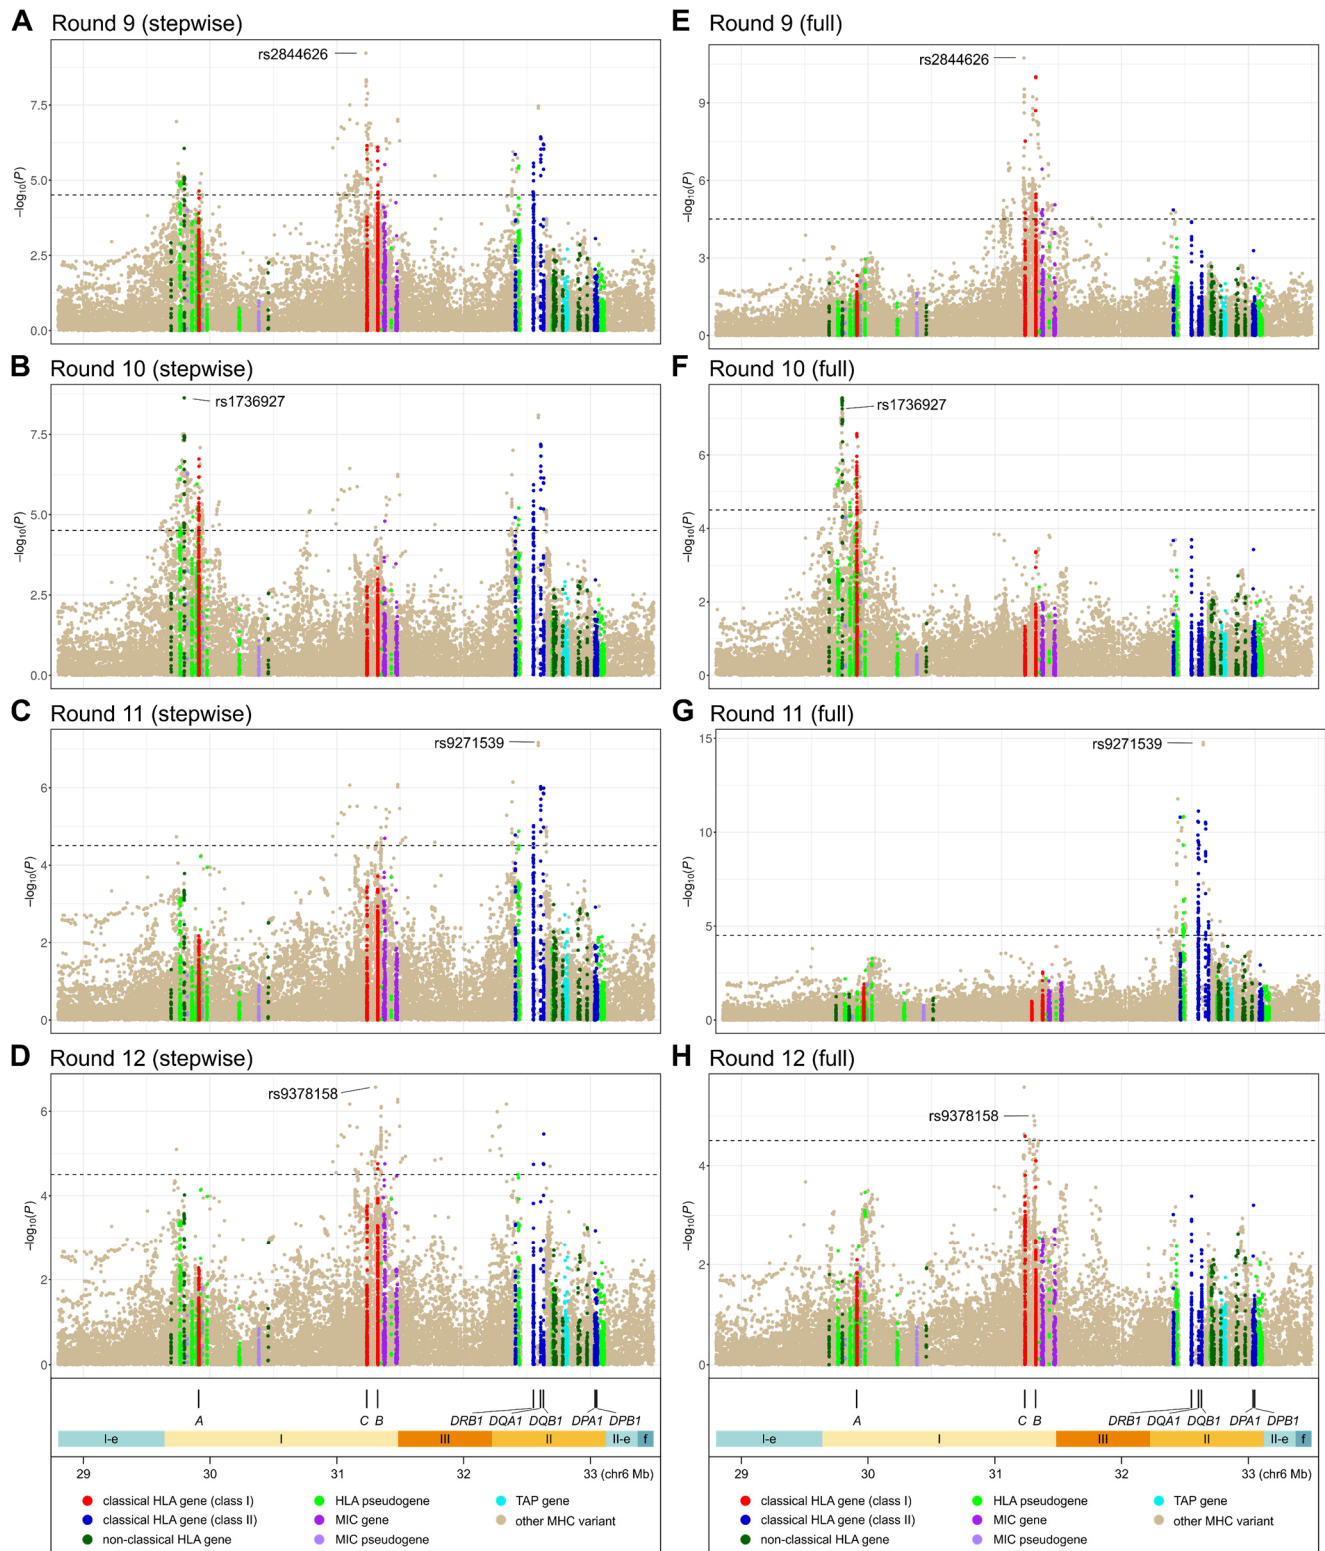 A Round 9 (stepwise)
rs2844626
7.5
5.0
2.5
0.0
−log10(P)
B Round 10 (stepwise)
rs1736927
7.5
5.0
2.5
0.0
−log10(P)
C Round 11 (stepwise)
rs9271539
6
4
2
0
−log10(P)
D Round 12 (stepwise)
rs9378158
6
4
2
0
−log10(P)
A C B DRB1 DQA1 DQB1 DPA1 DPB1
I-e I III II II-e f
29 30 31 32 33 (chr6 Mb)
classical HLA gene (class I) HLA pseudogene TAP gene
classical HLA gene (class II) MIC gene other MHC variant
non-classical HLA gene MIC pseudogene
E Round 9 (full)
rs2844626
9
6
3
0
−log10(P)
F Round 10 (full)
rs1736927
6
4
2
0
−log10(P)
G Round 11 (full)
rs9271539
15
10
5
0
−log10(P)
H Round 12 (full)
rs9378158
4
2
0
−log10(P)
A C B DRB1 DQA1 DQB1 DPA1 DPB1
I-e I III II II-e f
29 30 31 32 33 (chr6 Mb)
classical HLA gene (class I) HLA pseudogene TAP gene
classical HLA gene (class II) MIC gene other MHC variant
non-classical HLA gene MIC pseudogene